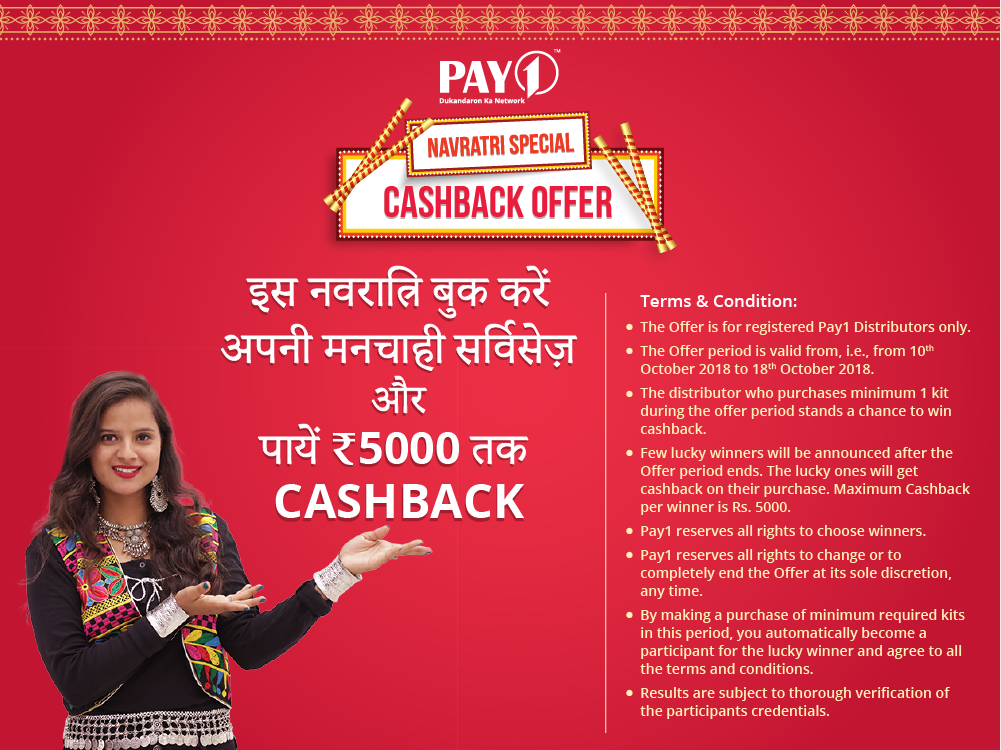 PAY1™
Dukandaron Ka Network
NAVRATRI SPECIAL
CASHBACK OFFER
इस नवरात्रि बुक करें
अपनी मनचाही सर्विसेज़
और
पायें ₹5000 तक
CASHBACK
Terms & Condition:
• The Offer is for registered Pay1 Distributors only.
• The Offer period is valid from, i.e., from 10th
October 2018 to 18th October 2018.
• The distributor who purchases minimum 1 kit
during the offer period stands a chance to win
cashback.
• Few lucky winners will be announced after the
Offer period ends. The lucky ones will get
cashback on their purchase. Maximum Cashback
per winner is Rs. 5000.
• Pay1 reserves all rights to choose winners.
• Pay1 reserves all rights to change or to
completely end the Offer at its sole discretion,
any time.
• By making a purchase of minimum required kits
in this period, you automatically become a
participant for the lucky winner and agree to all
the terms and conditions.
• Results are subject to thorough verification of
the participants credentials.